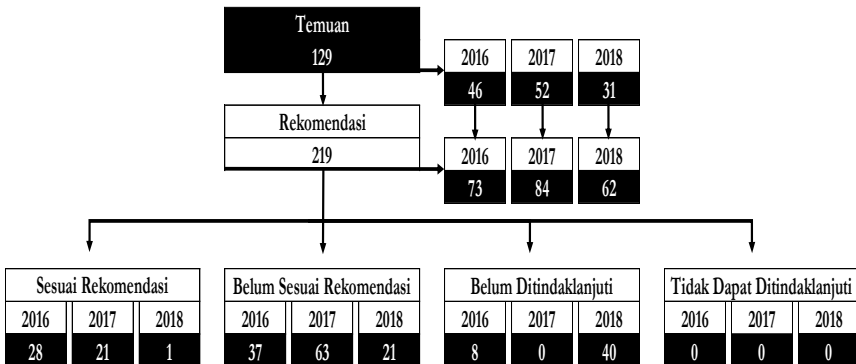 Temuan
129
2016 2017 2018
46 52 31
Rekomendasi
219
2016 2017 2018
73 84 62
Sesuai Rekomendasi
2016 2017 2018
28 21 1
Belum Sesuai Rekomendasi
2016 2017 2018
37 63 21
Belum Ditindaklanjuti
2016 2017 2018
8 0 40
Tidak Dapat Ditindaklanjuti
2016 2017 2018
0 0 0